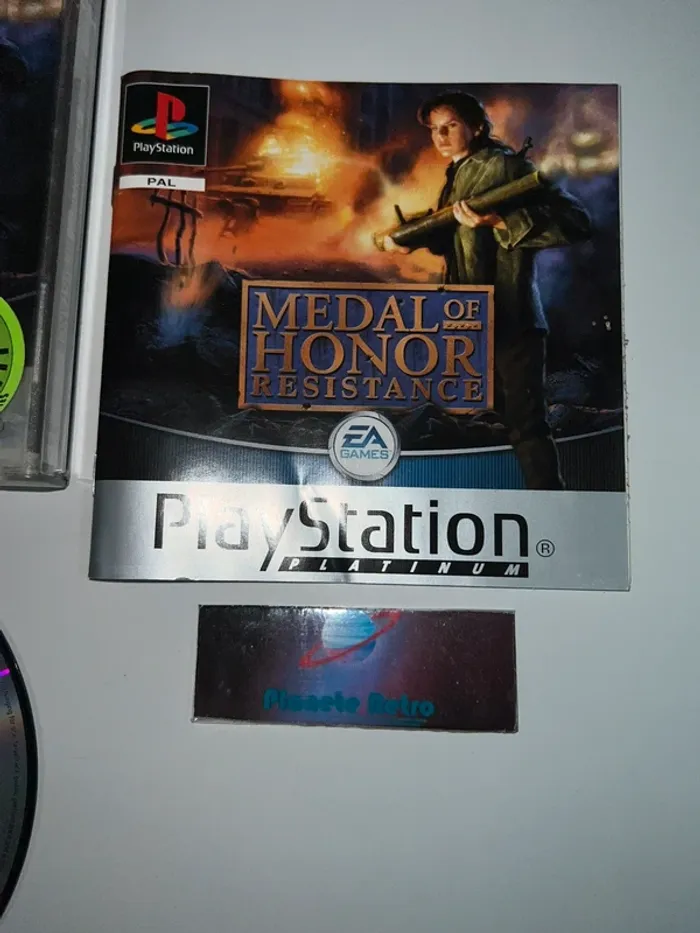 PlayStation
PAL
MEDAL OF
HONOR
RESISTANCE
EA
GAMES
PlayStation®
PLATINUM
Planete Retro